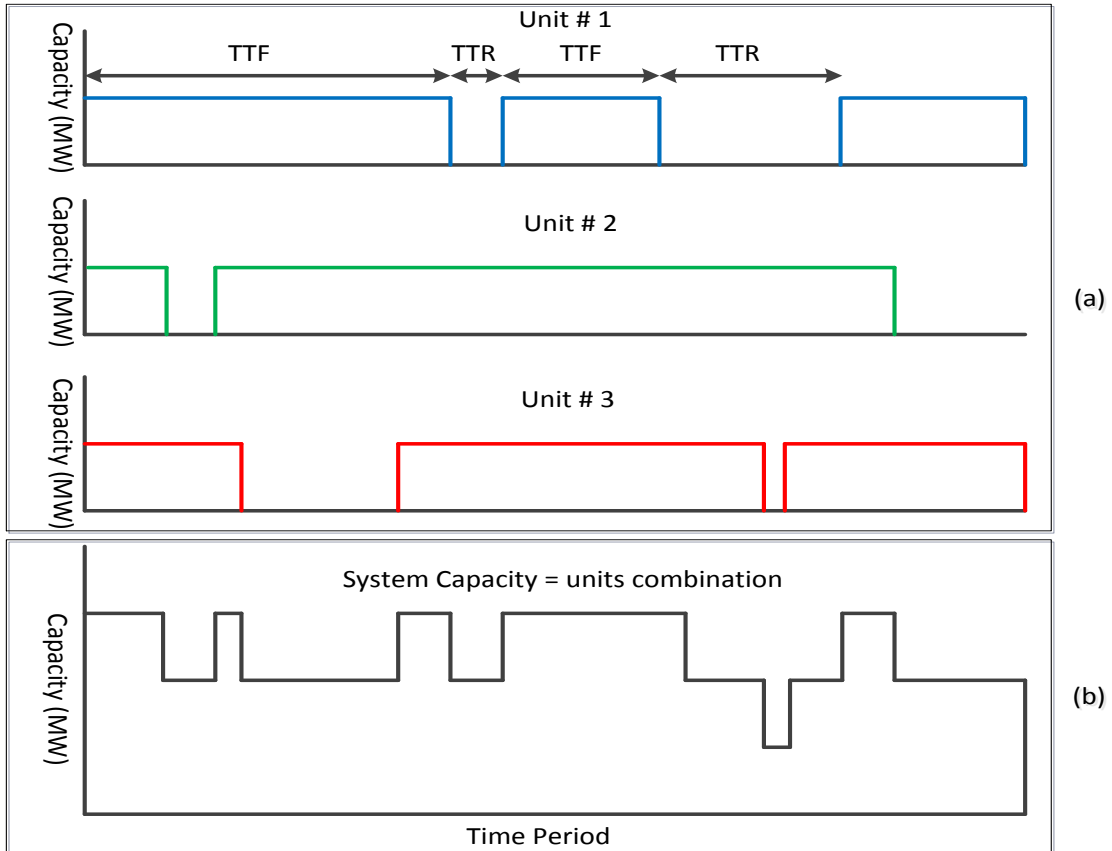 Unit # 1
Capacity (MW)
TTF
TTR
TTF
TTR
Unit # 2
Capacity (MW)
(a)
Unit # 3
Capacity (MW)
System Capacity = units combination
Capacity (MW)
(b)
Time Period